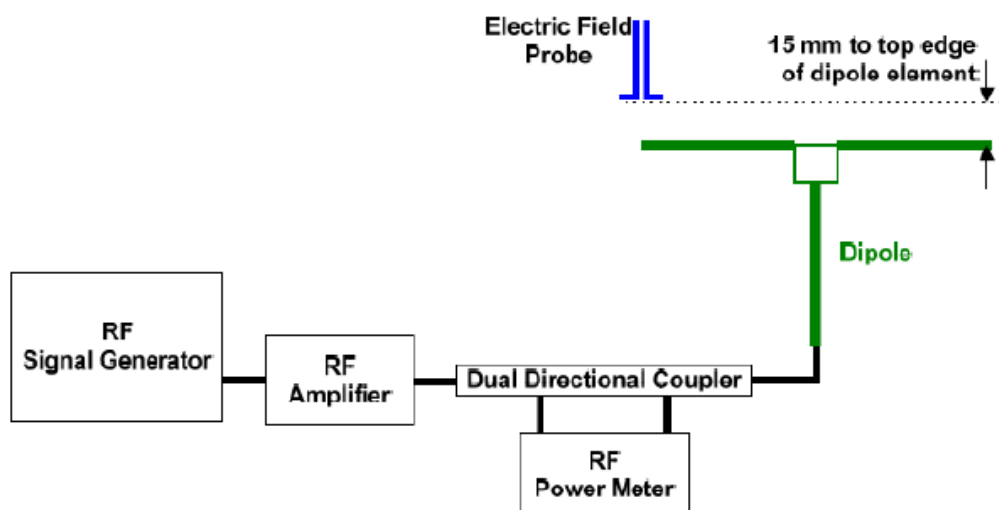 Electric Field
Probe
15 mm to top edge
of dipole element
Dipole
RF
Signal Generator
RF
Amplifier
Dual Directional Coupler
RF
Power Meter